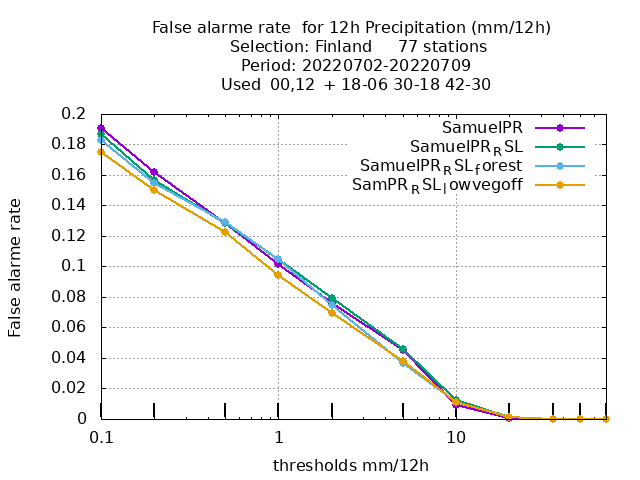 False alarme rate  for 12h Precipitation (mm/12h)
Selection: Finland     77 stations
Period: 20220702-20220709
Used  00,12  + 18-06 30-18 42-30
SamuelPR
SamuelPR_RSL
SamuelPR_RSL_forest
SamPR_RSL_lowvegoff
False alarme rate
0.2
0.18
0.16
0.14
0.12
0.1
0.08
0.06
0.04
0.02
0
0.1 1 10
thresholds mm/12h